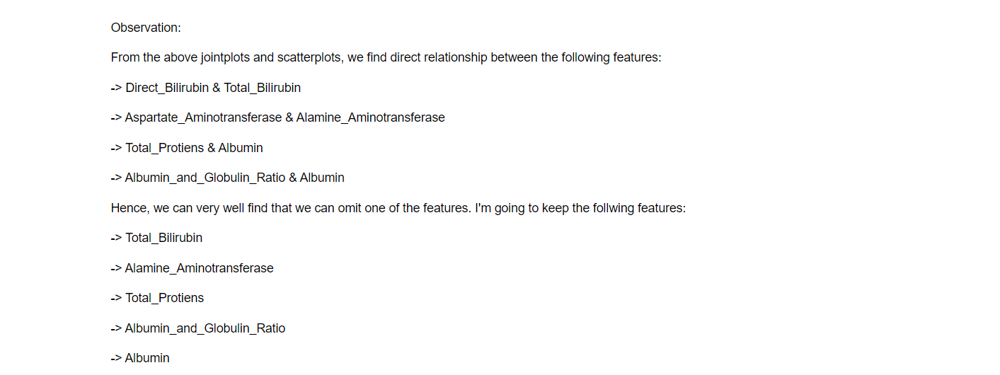 Observation:
From the above jointplots and scatterplots, we find direct relationship between the following features:
-> Direct_Bilirubin & Total_Bilirubin
-> Aspartate_Aminotransferase & Alamine_Aminotransferase
-> Total_Protiens & Albumin
-> Albumin_and_Globulin_Ratio & Albumin
Hence, we can very well find that we can omit one of the features. I'm going to keep the follwing features:
-> Total_Bilirubin
-> Alamine_Aminotransferase
-> Total_Protiens
-> Albumin_and_Globulin_Ratio
-> Albumin